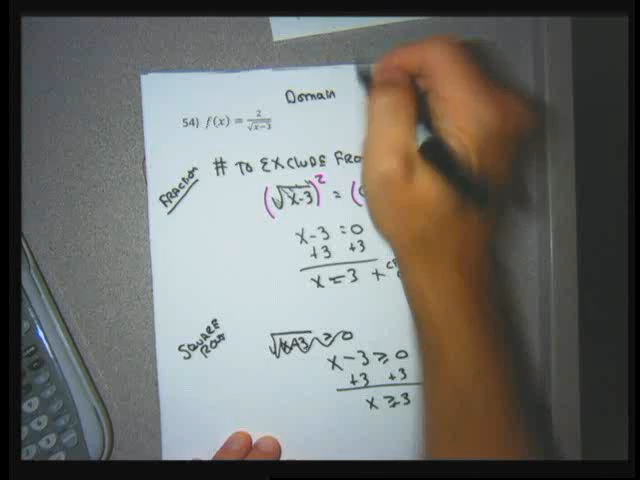 Domain
54) f(x) = 2/√(x−3)
FRACTION
# TO EXCLUDE FRO
(√x-3)² = (
x-3 = 0
+3 +3
x = 3
SQUARE
ROOT
≥ 0
x-3 ≥ 0
+3 +3
x ≥ 3